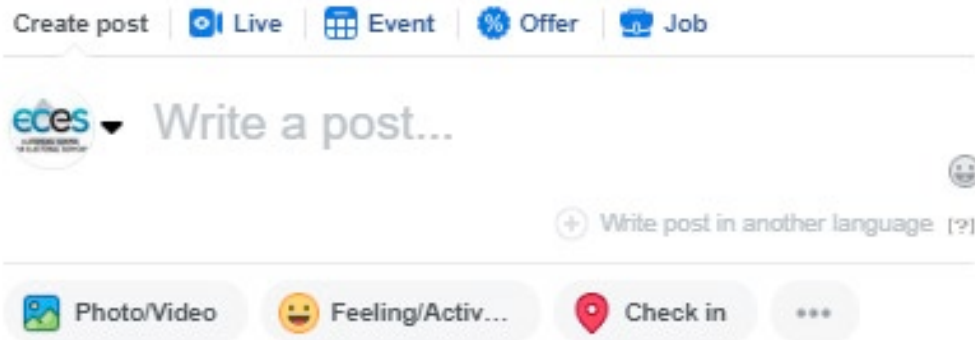 Create post Live Event % Offer Job
eces Write a post...
Write post in another language [?]
Photo/Video Feeling/Activ... Check in ...